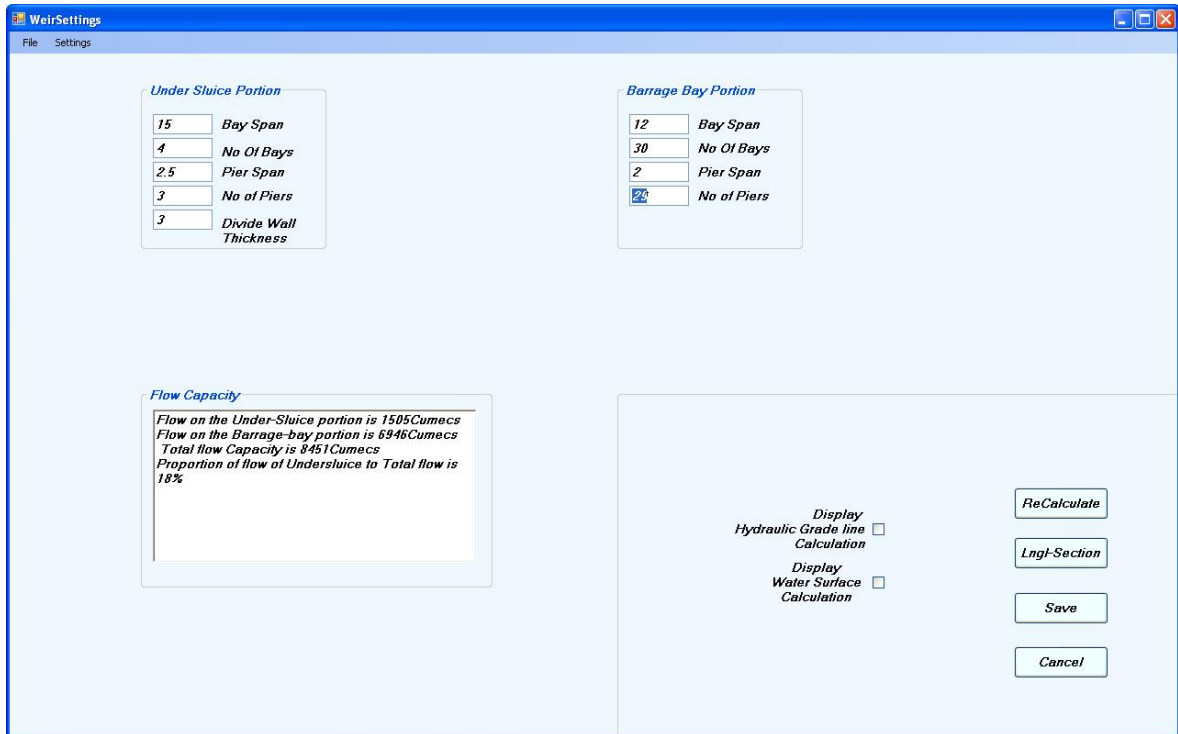 WeirSettings
File Settings
Under Sluice Portion
15 Bay Span
4 No Of Bays
2.5 Pier Span
3 No of Piers
3 Divide Wall
Thickness
Barrage Bay Portion
12 Bay Span
30 No Of Bays
2 Pier Span
29 No of Piers
Flow Capacity
Flow on the Under-Sluice portion is 1505Cumecs
Flow on the Barrage-bay portion is 6946Cumecs
Total flow Capacity is 8451Cumecs
Proportion of flow of Undersluice to Total flow is
18%
Display
Hydraulic Grade line
Calculation
Display
Water Surface
Calculation
ReCalculate
Lngl-Section
Save
Cancel